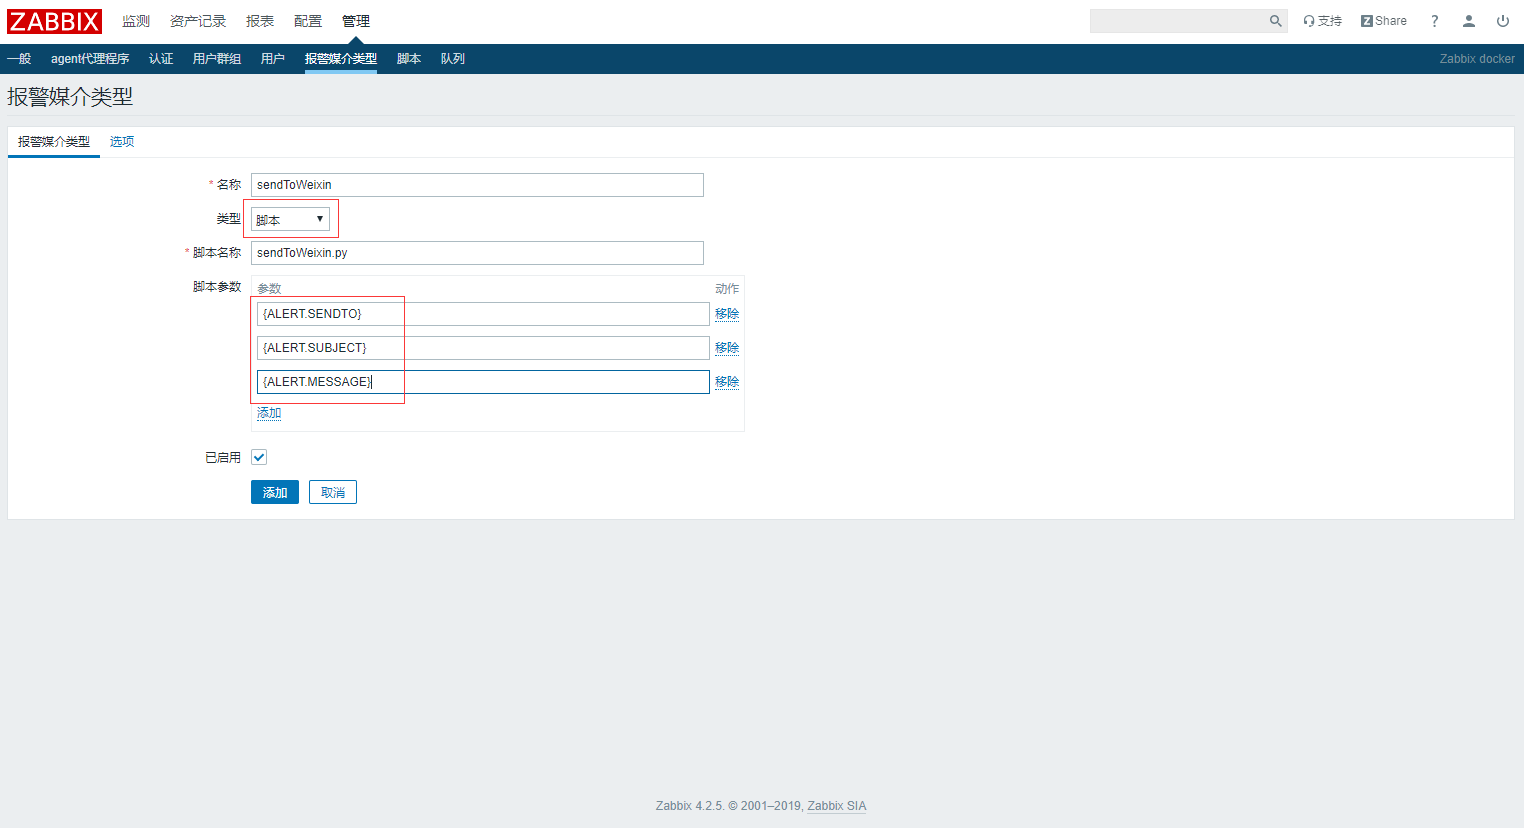 ZABBIX 监测 资产记录 报表 配置 管理 支持 Z Share ?
一般 agent代理程序 认证 用户群组 用户 报警媒介类型 脚本 队列 Zabbix docker
报警媒介类型
报警媒介类型 选项
* 名称 sendToWeixin
类型 脚本
* 脚本名称 sendToWeixin.py
脚本参数 参数 动作
{ALERT.SENDTO} 移除
{ALERT.SUBJECT} 移除
{ALERT.MESSAGE} 移除
添加
已启用
添加 取消
Zabbix 4.2.5. © 2001–2019, Zabbix SIA